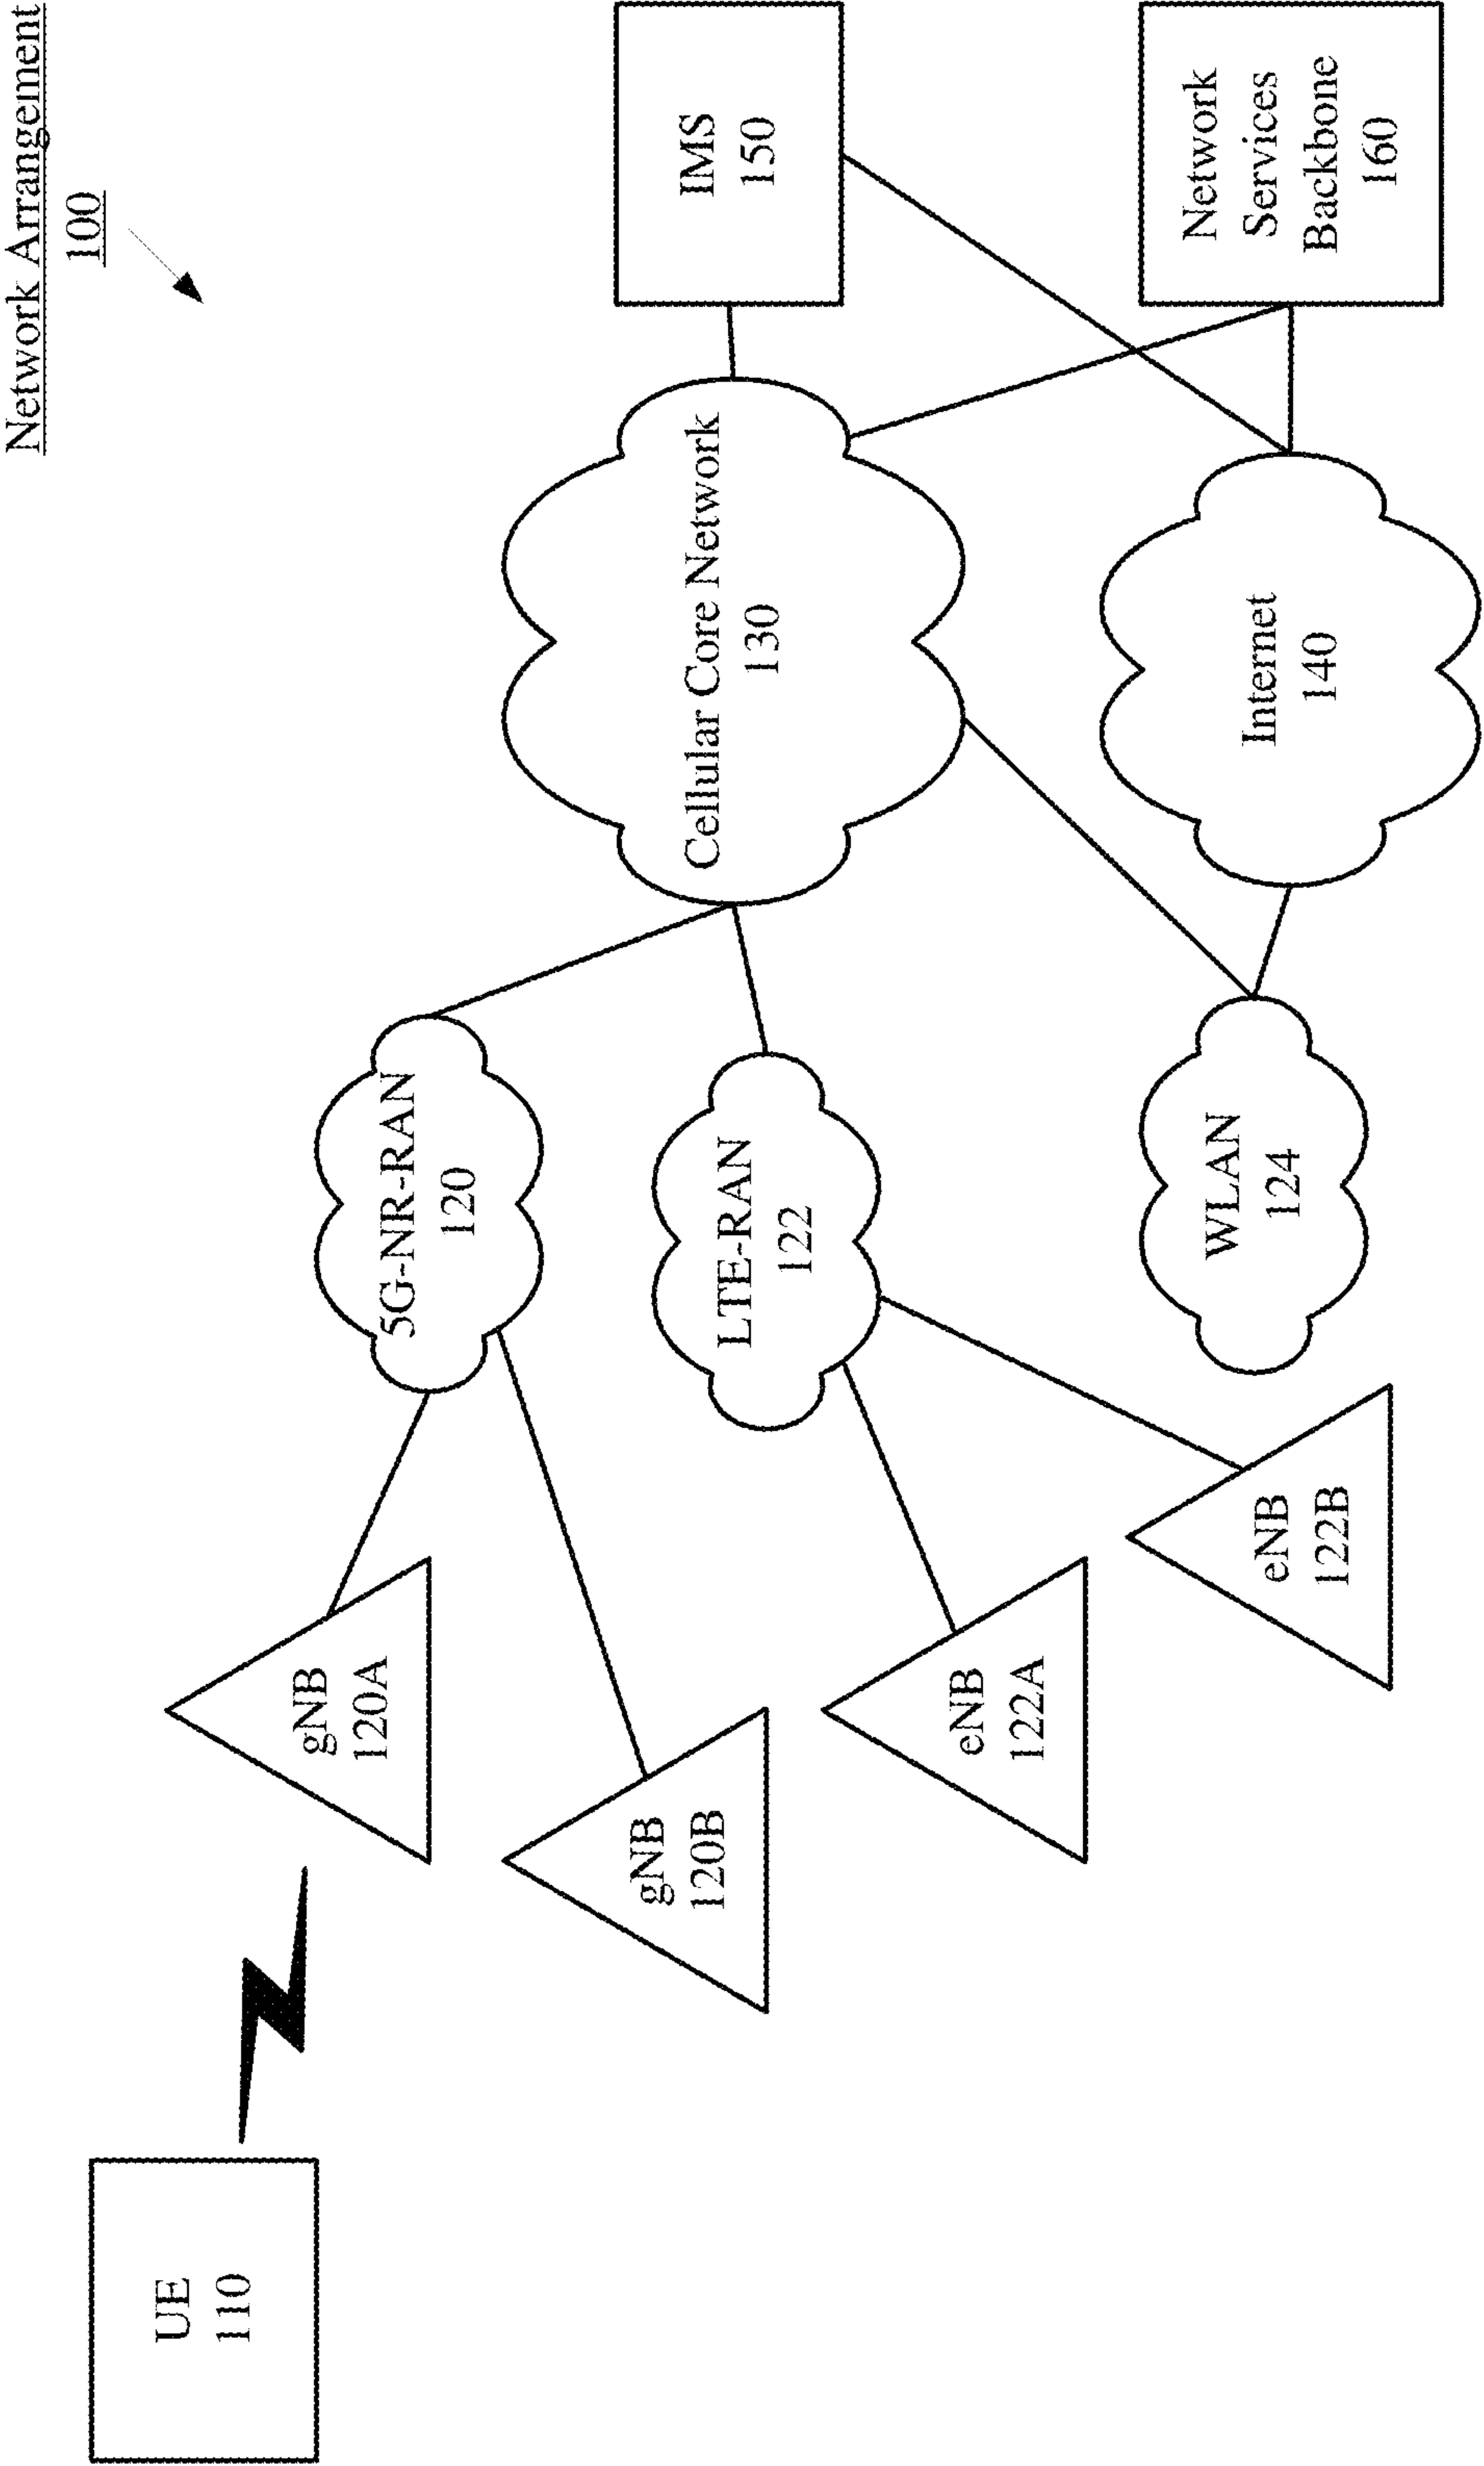 Network Arrangement
100
UE
110
gNB
120A
gNB
120B
eNB
122A
eNB
122B
5G-NR-RAN
120
LTE-RAN
122
WLAN
124
Cellular Core Network
130
Internet
140
IMS
150
Network
Services
Backbone
160